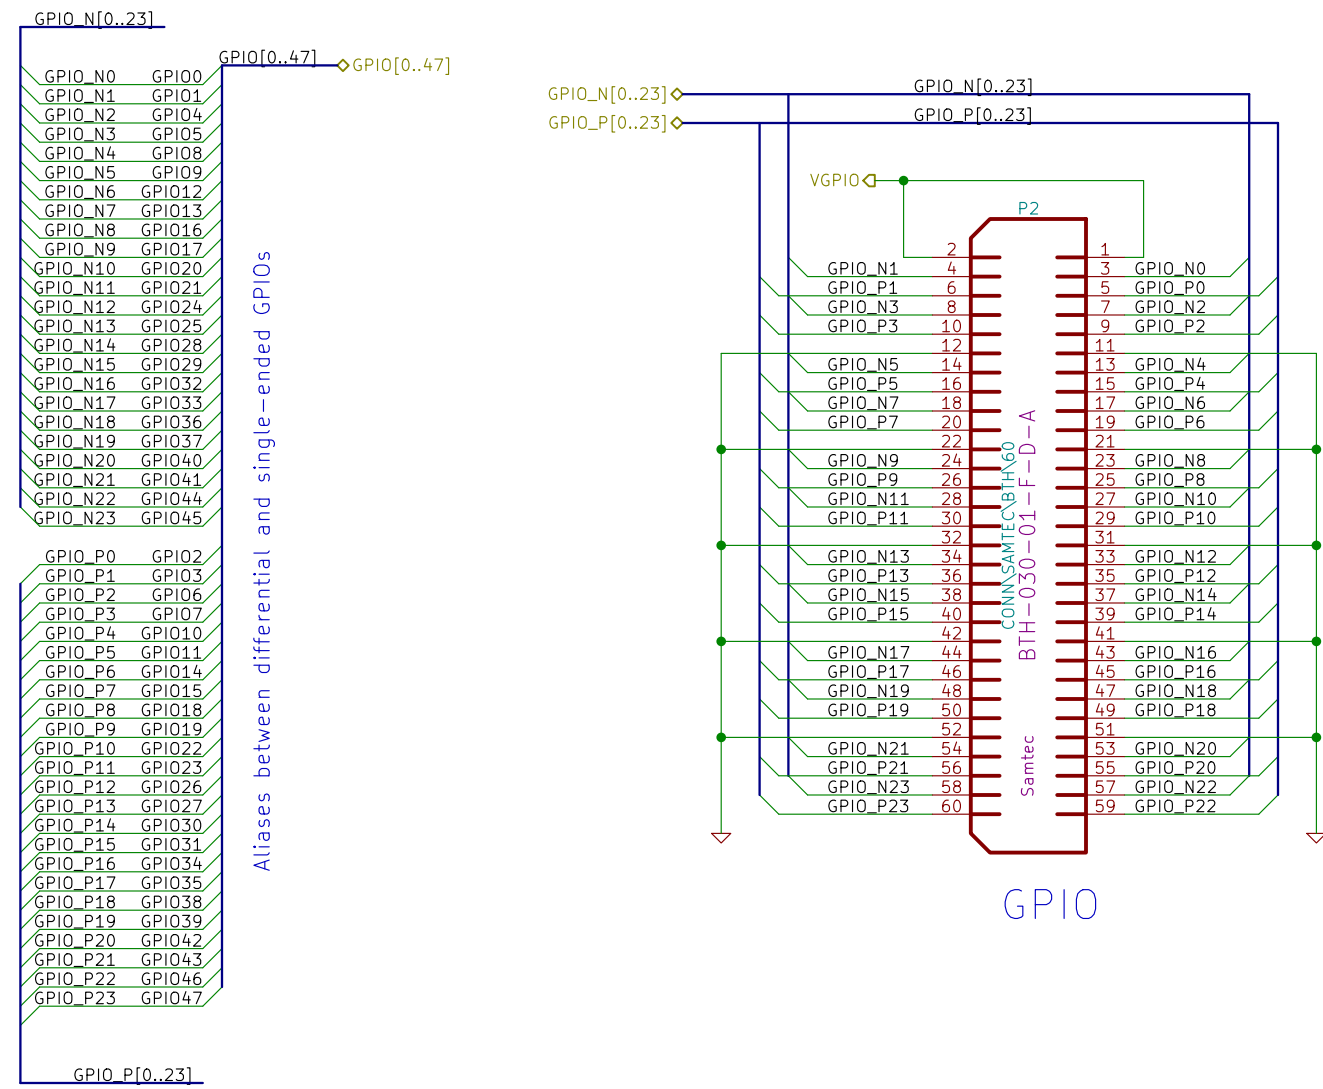 GPIO_N[0..23]
GPIO[0..47] GPIO[0..47]
GPIO_N0 GPIO0
GPIO_N1 GPIO1
GPIO_N2 GPIO4
GPIO_N3 GPIO5
GPIO_N4 GPIO8
GPIO_N5 GPIO9
GPIO_N6 GPIO12
GPIO_N7 GPIO13
GPIO_N8 GPIO16
GPIO_N9 GPIO17
GPIO_N10 GPIO20
GPIO_N11 GPIO21
GPIO_N12 GPIO24
GPIO_N13 GPIO25
GPIO_N14 GPIO28
GPIO_N15 GPIO29
GPIO_N16 GPIO32
GPIO_N17 GPIO33
GPIO_N18 GPIO36
GPIO_N19 GPIO37
GPIO_N20 GPIO40
GPIO_N21 GPIO41
GPIO_N22 GPIO44
GPIO_N23 GPIO45
GPIO_P0 GPIO2
GPIO_P1 GPIO3
GPIO_P2 GPIO6
GPIO_P3 GPIO7
GPIO_P4 GPIO10
GPIO_P5 GPIO11
GPIO_P6 GPIO14
GPIO_P7 GPIO15
GPIO_P8 GPIO18
GPIO_P9 GPIO19
GPIO_P10 GPIO22
GPIO_P11 GPIO23
GPIO_P12 GPIO26
GPIO_P13 GPIO27
GPIO_P14 GPIO30
GPIO_P15 GPIO31
GPIO_P16 GPIO34
GPIO_P17 GPIO35
GPIO_P18 GPIO38
GPIO_P19 GPIO39
GPIO_P20 GPIO42
GPIO_P21 GPIO43
GPIO_P22 GPIO46
GPIO_P23 GPIO47
GPIO_P[0..23]
Aliases between differential and single-ended GPIOs
GPIO_N[0..23] GPIO_N[0..23]
GPIO_P[0..23] GPIO_P[0..23]
VGPIO
P2
2 1
GPIO_N1 4 3 GPIO_N0
GPIO_P1 6 5 GPIO_P0
GPIO_N3 8 7 GPIO_N2
GPIO_P3 10 9 GPIO_P2
12 11
GPIO_N5 14 13 GPIO_N4
GPIO_P5 16 15 GPIO_P4
GPIO_N7 18 17 GPIO_N6
GPIO_P7 20 19 GPIO_P6
22 21
GPIO_N9 24 23 GPIO_N8
GPIO_P9 26 25 GPIO_P8
GPIO_N11 28 27 GPIO_N10
GPIO_P11 30 29 GPIO_P10
32 31
GPIO_N13 34 33 GPIO_N12
GPIO_P13 36 35 GPIO_P12
GPIO_N15 38 37 GPIO_N14
GPIO_P15 40 39 GPIO_P14
42 41
GPIO_N17 44 43 GPIO_N16
GPIO_P17 46 45 GPIO_P16
GPIO_N19 48 47 GPIO_N18
GPIO_P19 50 49 GPIO_P18
52 51
GPIO_N21 54 53 GPIO_N20
GPIO_P21 56 55 GPIO_P20
GPIO_N23 58 57 GPIO_N22
GPIO_P23 60 59 GPIO_P22
CONN\SAMTEC\BTH\60
BTH-030-01-F-D-A
Samtec
GPIO